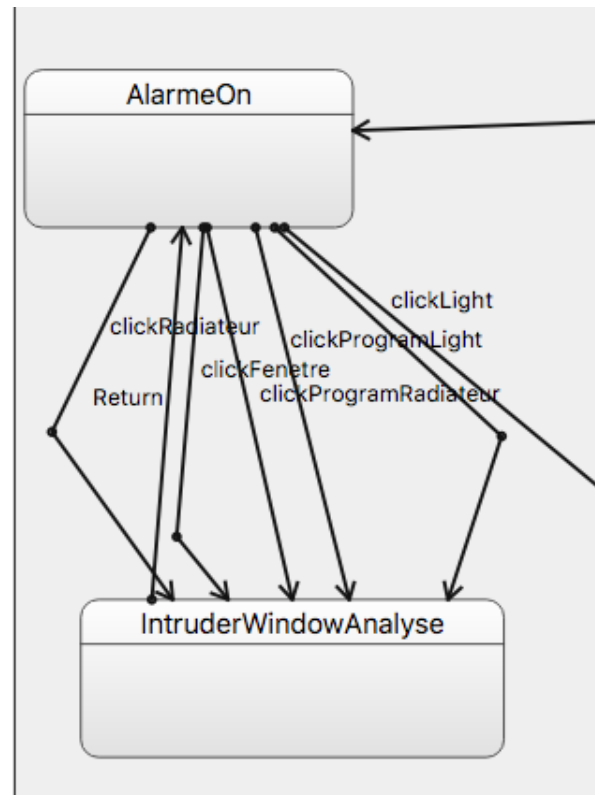 AlarmeOn
clickLight
clickRadiateur
clickProgramLight
clickFenetre
clickProgramRadiateur
Return
IntruderWindowAnalyse